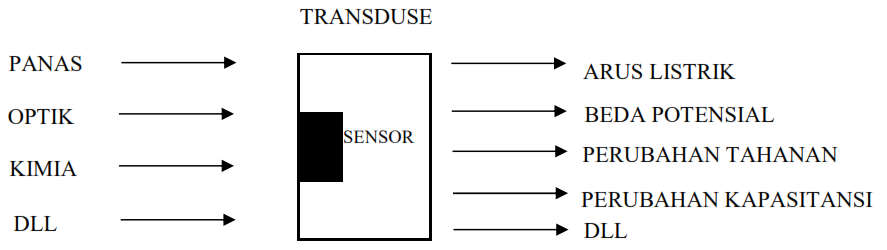 TRANSDUSE
PANAS
OPTIK
KIMIA
DLL
SENSOR
ARUS LISTRIK
BEDA POTENSIAL
PERUBAHAN TAHANAN
PERUBAHAN KAPASITANSI
DLL